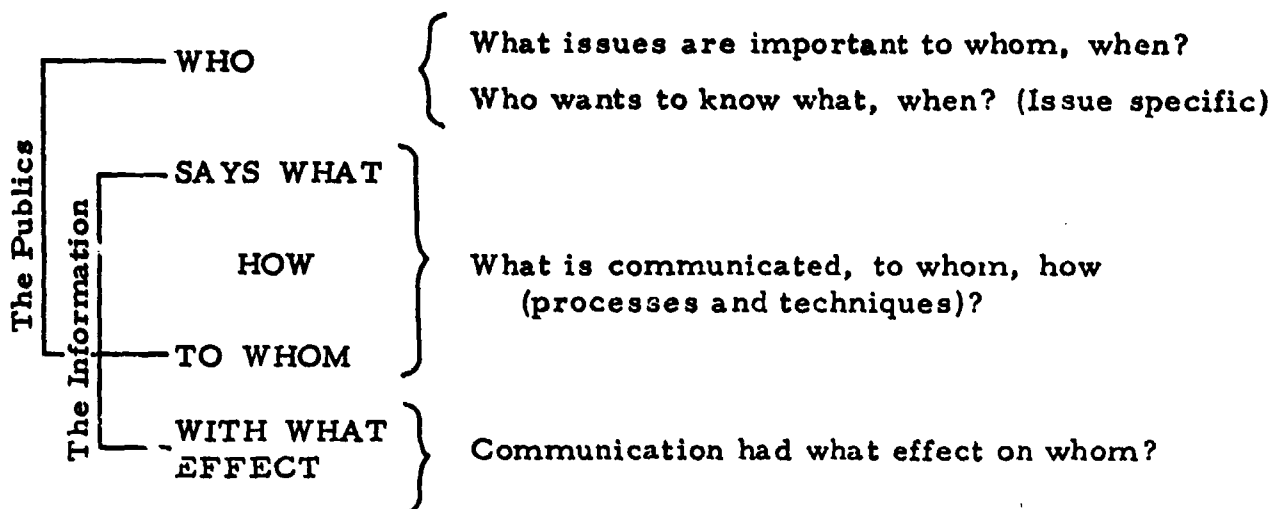 The Publics
The Information
WHO
What issues are important to whom, when?
Who wants to know what, when? (Issue specific)
SAYS WHAT
HOW
What is communicated, to whom, how
(processes and techniques)?
TO WHOM
WITH WHAT
EFFECT
Communication had what effect on whom?